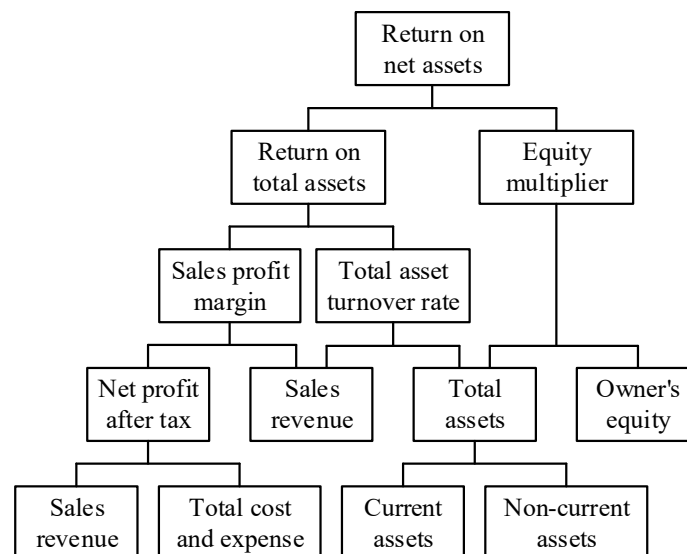 Return on
net assets
Return on
total assets
Equity
multiplier
Sales profit
margin
Total asset
turnover rate
Net profit
after tax
Sales
revenue
Total
assets
Owner's
equity
Sales
revenue
Total cost
and expense
Current
assets
Non-current
assets